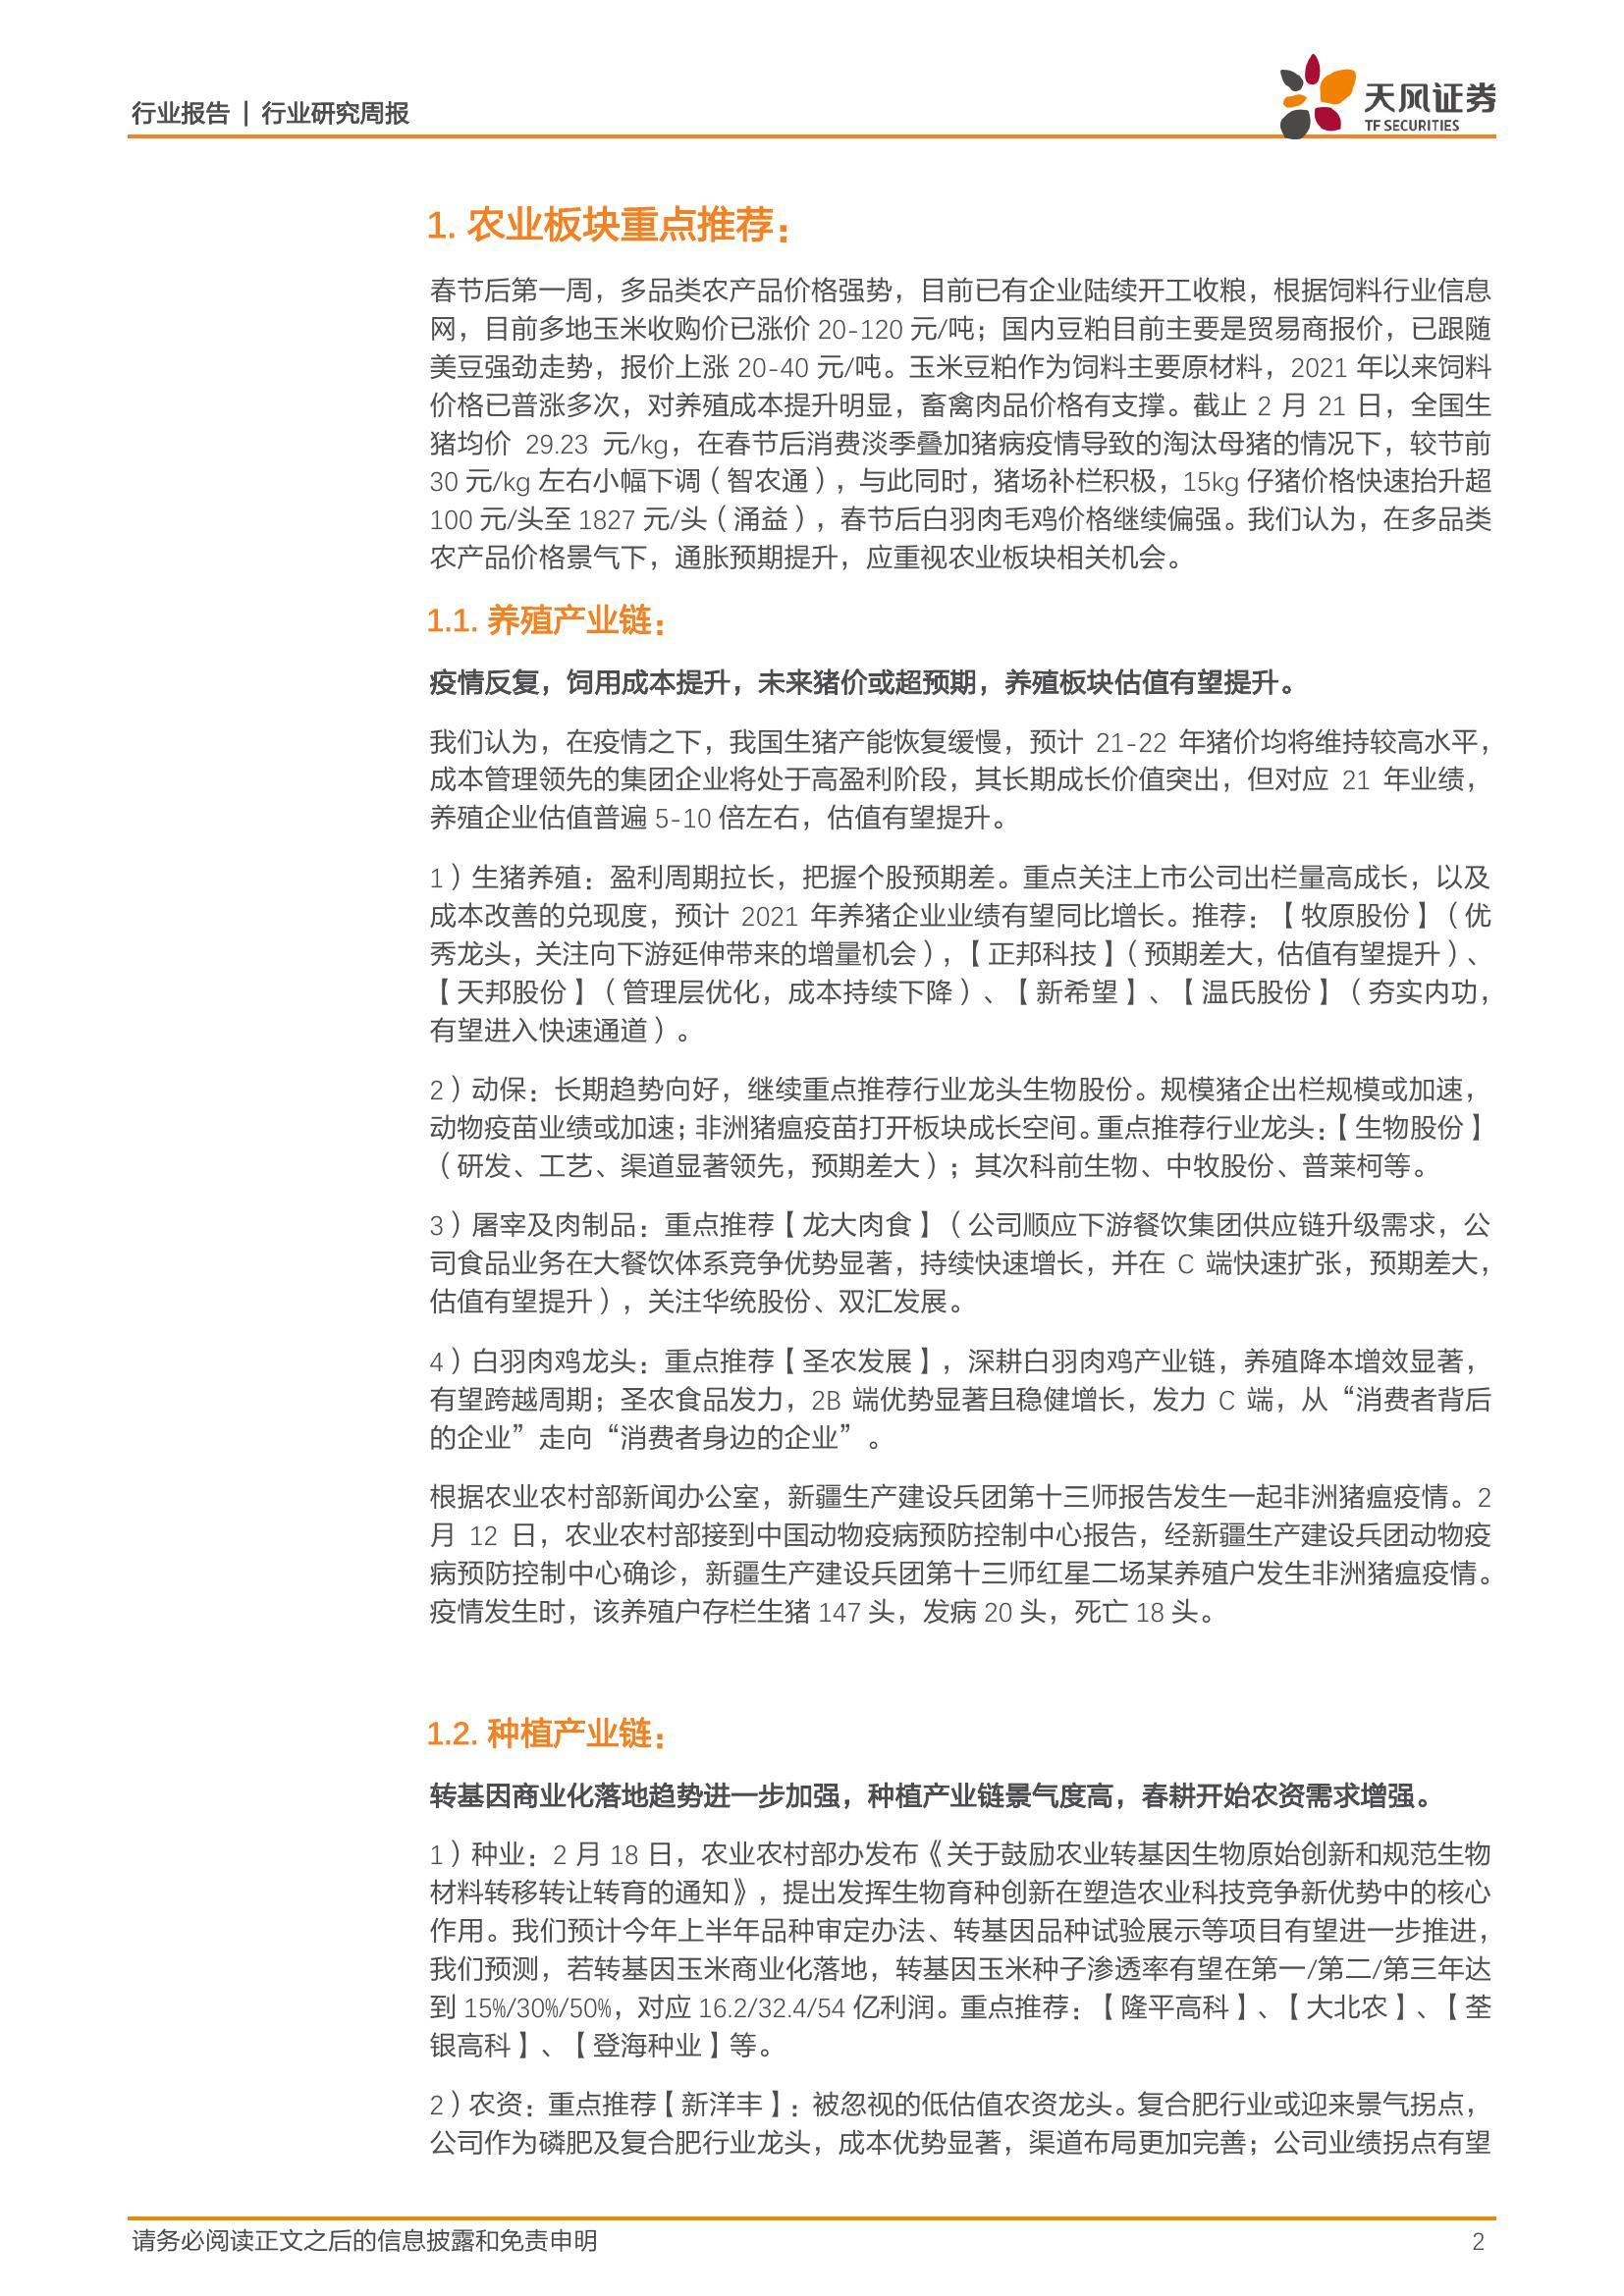 行业报告 | 行业研究周报
天风证券
TF SECURITIES
1. 农业板块重点推荐：
春节后第一周，多品类农产品价格强势，目前已有企业陆续开工收粮，根据饲料行业信息
网，目前多地玉米收购价已涨价 20-120 元/吨；国内豆粕目前主要是贸易商报价，已跟随
美豆强劲走势，报价上涨 20-40 元/吨。玉米豆粕作为饲料主要原材料，2021 年以来饲料
价格已普涨多次，对养殖成本提升明显，畜禽肉品价格有支撑。截止 2 月 21 日，全国生
猪均价 29.23 元/kg，在春节后消费淡季叠加猪病疫情导致的淘汰母猪的情况下，较节前
30 元/kg 左右小幅下调（智农通），与此同时，猪场补栏积极，15kg 仔猪价格快速抬升超
100 元/头至 1827 元/头（涌益），春节后白羽肉毛鸡价格继续偏强。我们认为，在多品类
农产品价格景气下，通胀预期提升，应重视农业板块相关机会。
1.1. 养殖产业链：
疫情反复，饲用成本提升，未来猪价或超预期，养殖板块估值有望提升。
我们认为，在疫情之下，我国生猪产能恢复缓慢，预计 21-22 年猪价均将维持较高水平，
成本管理领先的集团企业将处于高盈利阶段，其长期成长价值突出，但对应 21 年业绩，
养殖企业估值普遍 5-10 倍左右，估值有望提升。
1）生猪养殖：盈利周期拉长，把握个股预期差。重点关注上市公司出栏量高成长，以及
成本改善的兑现度，预计 2021 年养猪企业业绩有望同比增长。推荐：【牧原股份】（优
秀龙头，关注向下游延伸带来的增量机会），【正邦科技】（预期差大，估值有望提升）、
【天邦股份】（管理层优化，成本持续下降）、【新希望】、【温氏股份】（夯实内功，
有望进入快速通道）。
2）动保：长期趋势向好，继续重点推荐行业龙头生物股份。规模猪企出栏规模或加速，
动物疫苗业绩或加速；非洲猪瘟疫苗打开板块成长空间。重点推荐行业龙头：【生物股份】
（研发、工艺、渠道显著领先，预期差大）；其次科前生物、中牧股份、普莱柯等。
3）屠宰及肉制品：重点推荐【龙大肉食】（公司顺应下游餐饮集团供应链升级需求，公
司食品业务在大餐饮体系竞争优势显著，持续快速增长，并在 C 端快速扩张，预期差大，
估值有望提升），关注华统股份、双汇发展。
4）白羽肉鸡龙头：重点推荐【圣农发展】，深耕白羽肉鸡产业链，养殖降本增效显著，
有望跨越周期；圣农食品发力，2B 端优势显著且稳健增长，发力 C 端，从“消费者背后
的企业”走向“消费者身边的企业”。
根据农业农村部新闻办公室，新疆生产建设兵团第十三师报告发生一起非洲猪瘟疫情。2
月 12 日，农业农村部接到中国动物疫病预防控制中心报告，经新疆生产建设兵团动物疫
病预防控制中心确诊，新疆生产建设兵团第十三师红星二场某养殖户发生非洲猪瘟疫情。
疫情发生时，该养殖户存栏生猪 147 头，发病 20 头，死亡 18 头。
1.2. 种植产业链：
转基因商业化落地趋势进一步加强，种植产业链景气度高，春耕开始农资需求增强。
1）种业：2 月 18 日，农业农村部办发布《关于鼓励农业转基因生物原始创新和规范生物
材料转移转让转育的通知》，提出发挥生物育种创新在塑造农业科技竞争新优势中的核心
作用。我们预计今年上半年品种审定办法、转基因品种试验展示等项目有望进一步推进，
我们预测，若转基因玉米商业化落地，转基因玉米种子渗透率有望在第一/第二/第三年达
到 15%/30%/50%，对应 16.2/32.4/54 亿利润。重点推荐：【隆平高科】、【大北农】、【荃
银高科】、【登海种业】等。
2）农资：重点推荐【新洋丰】：被忽视的低估值农资龙头。复合肥行业或迎来景气拐点，
公司作为磷肥及复合肥行业龙头，成本优势显著，渠道布局更加完善；公司业绩拐点有望
请务必阅读正文之后的信息披露和免责申明
2